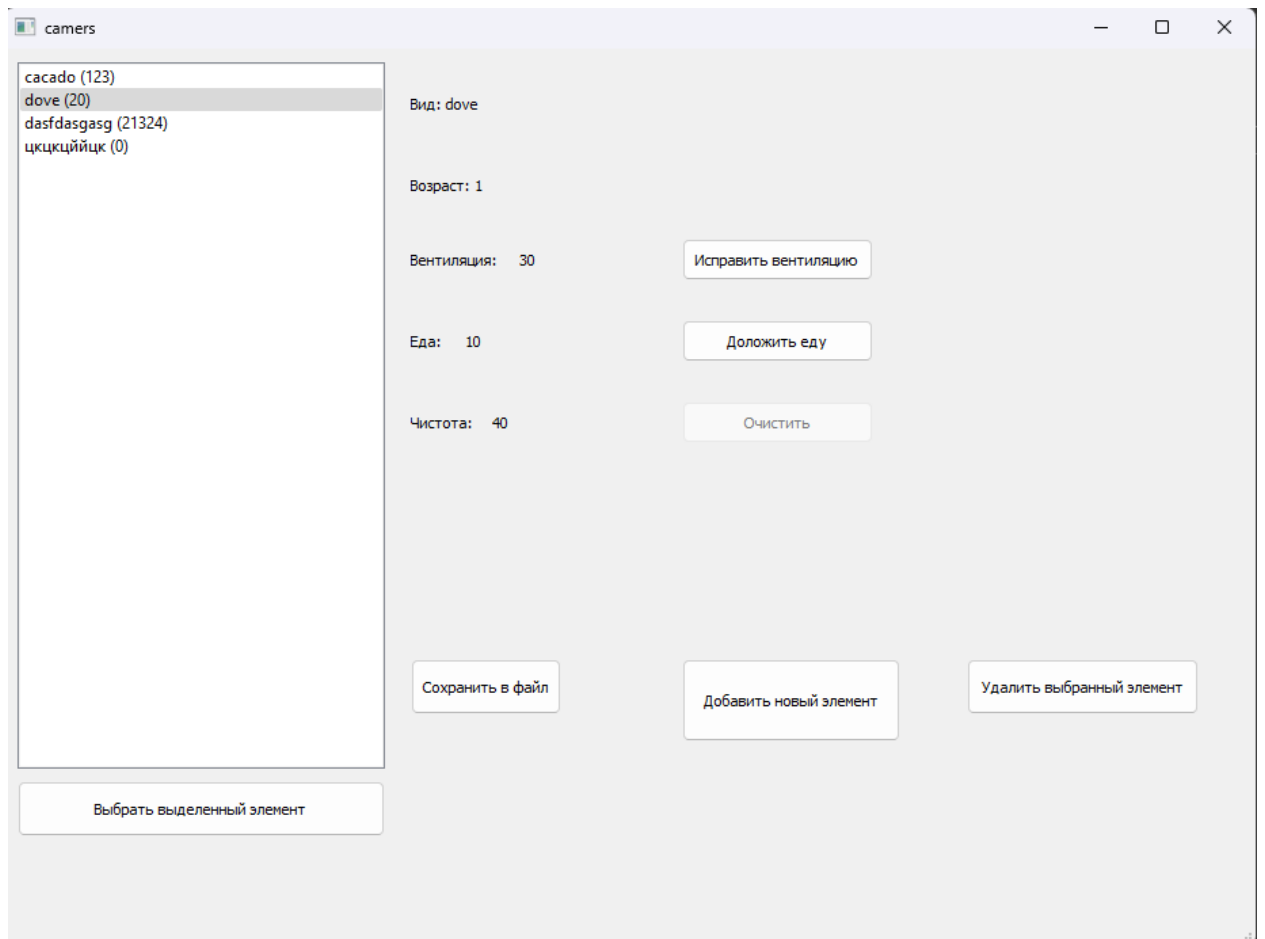 camers
cacado (123)
dove (20)
dasfdasgasg (21324)
цкцкцййцк (0)
Вид: dove
Возраст: 1
Вентиляция: 30
Исправить вентиляцию
Еда: 10
Доложить еду
Чистота: 40
Очистить
Сохранить в файл
Добавить новый элемент
Удалить выбранный элемент
Выбрать выделенный элемент